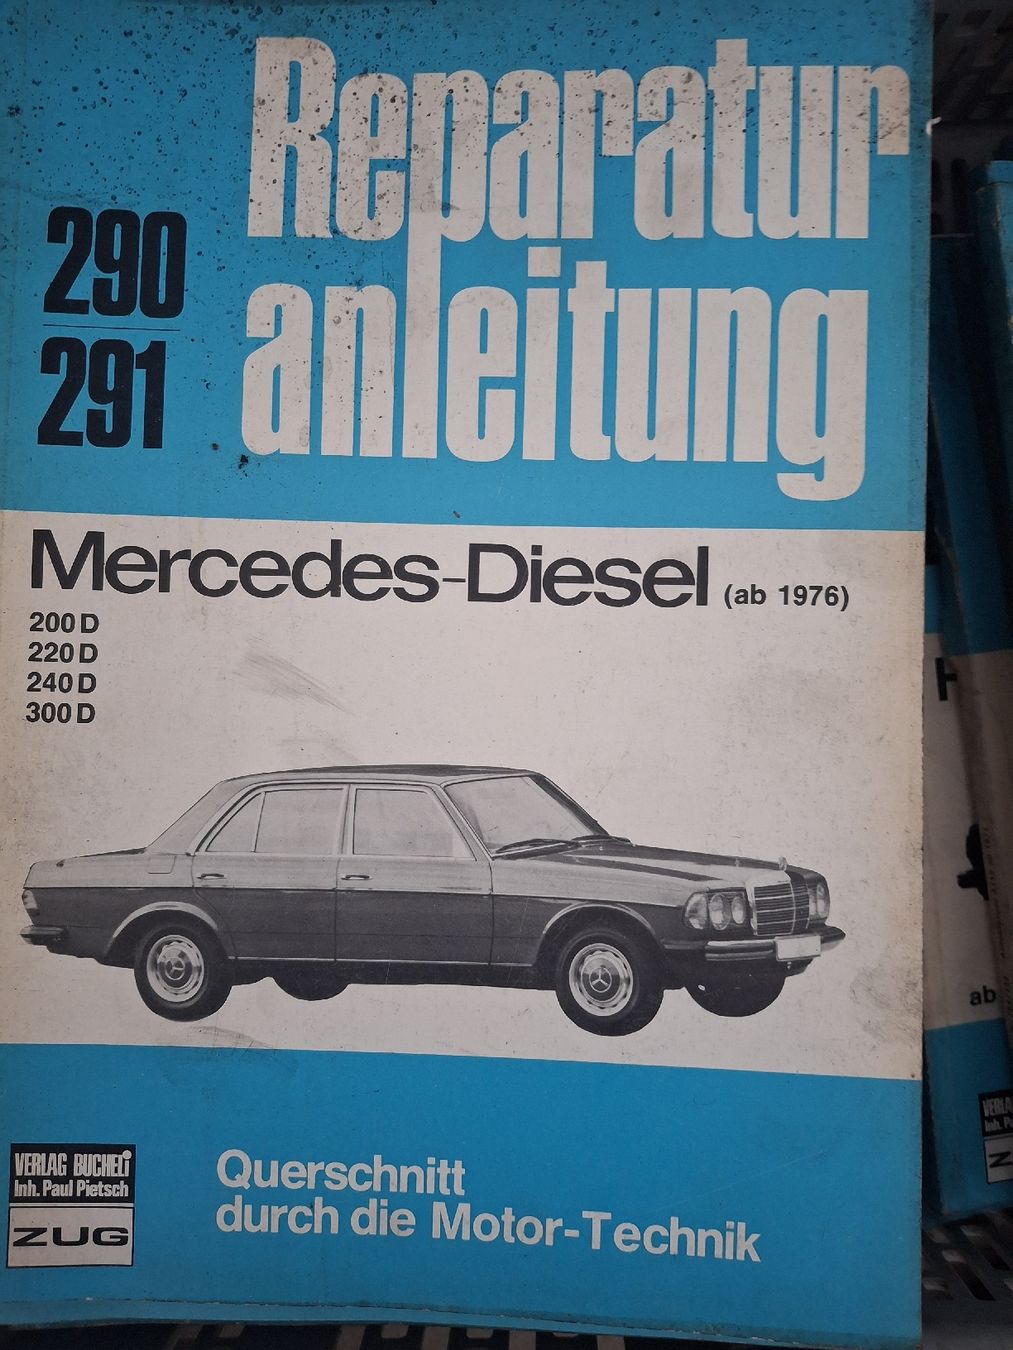 Reparatur
anleitung
290
291
Mercedes-Diesel (ab 1976)
200 D
220 D
240 D
300 D
VERLAG BUCHELI
Inh. Paul Pietsch
ZUG
Querschnitt
durch die Motor-Technik
ab